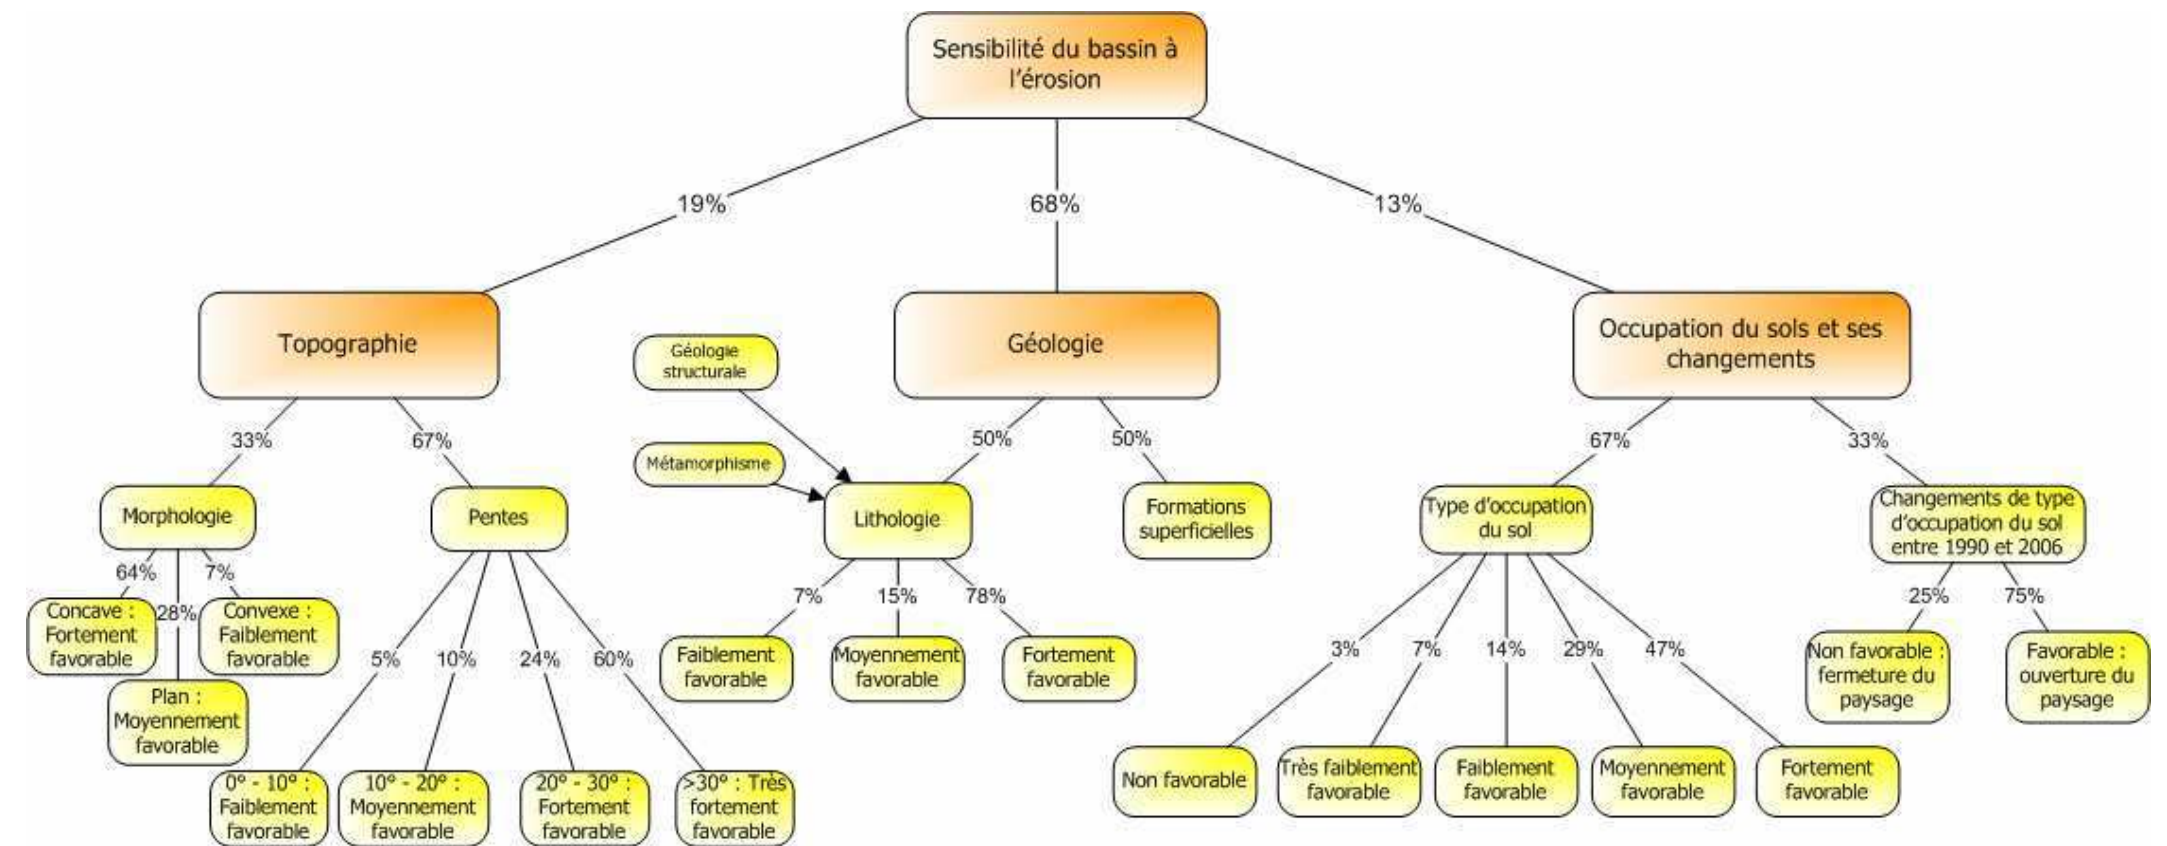 Sensibilité du bassin à
l'érosion
19%
68%
13%
Topographie
Géologie
structurale
Géologie
Occupation du sols et ses
changements
33%
67%
50%
50%
67%
33%
Métamorphisme
Morphologie
Pentes
Lithologie
Formations
superficielles
Type d'occupation
du sol
Changements de type
d'occupation du sol
entre 1990 et 2006
64%
28%
7%
Concave :
Fortement
favorable
Convexe :
Faiblement
favorable
Plan :
Moyennement
favorable
5%
10%
24%
60%
0° - 10° :
Faiblement
favorable
10° - 20° :
Moyennement
favorable
20° - 30° :
Fortement
favorable
>30° : Très
fortement
favorable
7%
15%
78%
Faiblement
favorable
Moyennement
favorable
Fortement
favorable
3%
7%
14%
29%
47%
Non favorable
Très faiblement
favorable
Faiblement
favorable
Moyennement
favorable
Fortement
favorable
25%
75%
Non favorable :
fermeture du
paysage
Favorable :
ouverture du
paysage